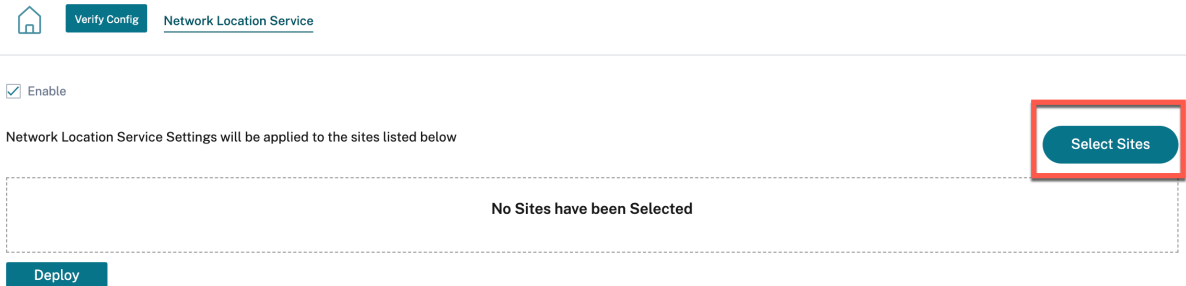 Verify Config
Network Location Service
Enable
Network Location Service Settings will be applied to the sites listed below
Select Sites
No Sites have been Selected
Deploy